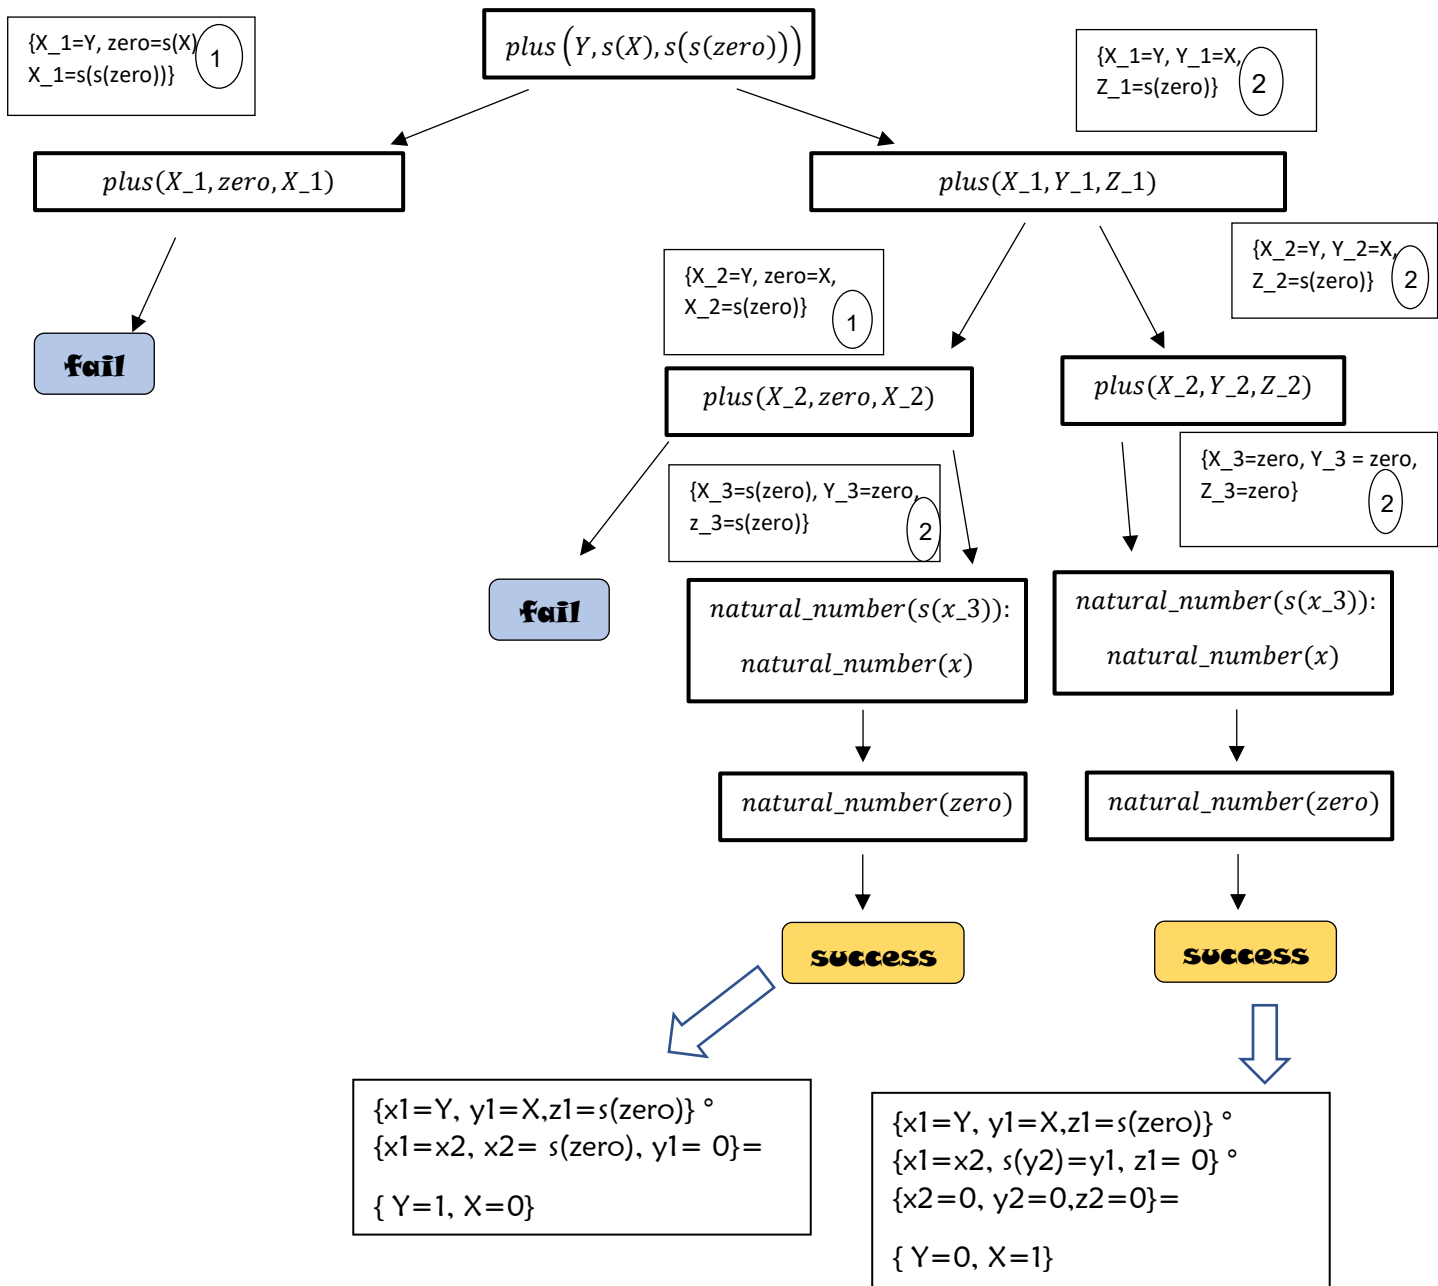 {X_1=Y, zero=s(X)
X_1=s(s(zero))}
1
plus(Y, s(X), s(s(zero)))
{X_1=Y, Y_1=X,
Z_1=s(zero)}
2
plus(X_1, zero, X_1)
plus(X_1, Y_1, Z_1)
fail
{X_2=Y, zero=X,
X_2=s(zero)}
1
{X_2=Y, Y_2=X,
Z_2=s(zero)}
2
plus(X_2, zero, X_2)
plus(X_2, Y_2, Z_2)
{X_3=s(zero), Y_3=zero,
z_3=s(zero)}
2
{X_3=zero, Y_3 = zero,
Z_3=zero}
2
fail
natural_number(s(x_3)):
natural_number(x)
natural_number(s(x_3)):
natural_number(x)
natural_number(zero)
natural_number(zero)
success
success
{x1=Y, y1=X,z1=s(zero)} °
{x1=x2, x2= s(zero), y1= 0}=
{ Y=1, X=0}
{x1=Y, y1=X,z1=s(zero)} °
{x1=x2, s(y2)=y1, z1= 0} °
{x2=0, y2=0,z2=0}=
{ Y=0, X=1}